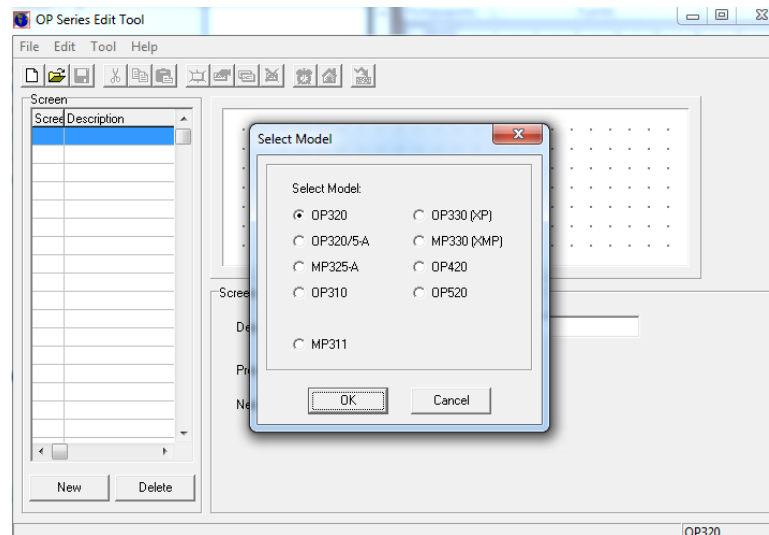 OP Series Edit Tool
File Edit Tool Help
Screen
Scree Description
Select Model
Select Model:
OP320
OP330 (XP)
OP320/5-A
MP330 (XMP)
MP325-A
OP420
OP310
OP520
MP311
OK
Cancel
Scree
De
Pr
Ne
New
Delete
OP320